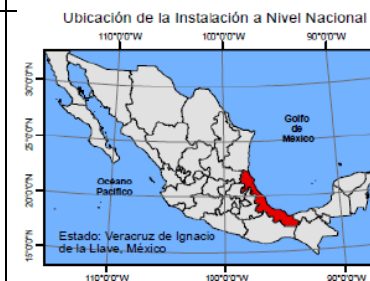 Ubicación de la Instalación a Nivel Nacional
110°0'0"W 100°0'0"W 90°0'0"W
30°0'0"N
25°0'0"N
20°0'0"N
15°0'0"N
Golfo
de
México
Océano
Pacífico
Estado: Veracruz de Ignacio
de la Llave, México
110°0'0"W 100°0'0"W 90°0'0"W